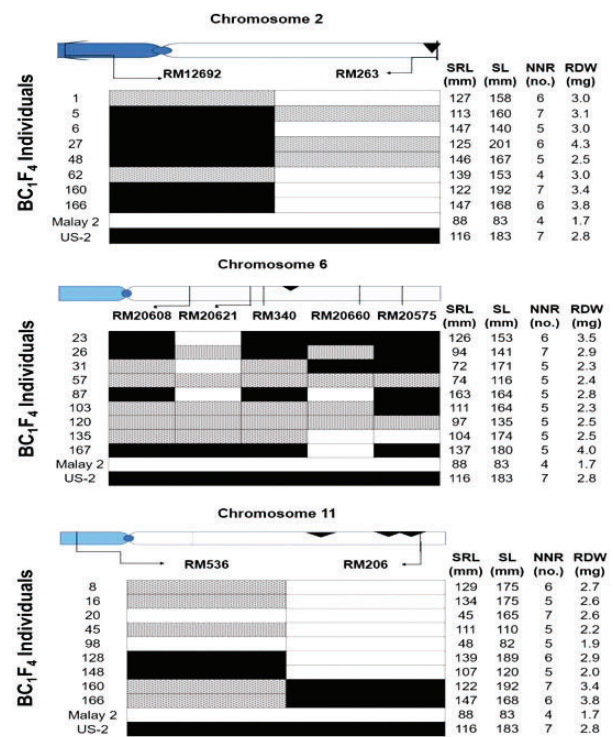 Chromosome 2
SRL SL NNR RDW
(mm) (mm) (no.) (mg)
RM12692 RM263
BC₁F₄ Individuals
1 127 158 6 3.0
5 113 160 7 3.1
6 147 140 5 3.0
27 125 201 6 4.3
48 146 167 5 2.5
62 139 153 4 3.0
160 122 192 7 3.4
166 147 168 6 3.8
Malay 2 88 83 4 1.7
US-2 116 183 7 2.8
Chromosome 6
SRL SL NNR RDW
(mm) (mm) (no.) (mg)
RM20608 RM20621 RM340 RM20660 RM20575
BC₁F₄ Individuals
23 126 153 6 3.5
26 94 141 7 2.9
31 72 171 5 2.3
57 74 116 5 2.4
87 163 164 5 2.8
103 111 164 5 2.3
120 97 135 5 2.5
135 104 174 5 2.5
167 137 180 5 4.0
Malay 2 88 83 4 1.7
US-2 116 183 7 2.8
Chromosome 11
SRL SL NNR RDW
(mm) (mm) (no.) (mg)
RM536 RM206
BC₁F₄ Individuals
8 129 175 6 2.7
16 134 175 5 2.6
20 45 165 7 2.6
45 111 110 5 2.2
98 48 82 5 1.9
128 139 189 6 2.9
148 107 120 5 2.0
160 122 192 7 3.4
166 147 168 6 3.8
Malay 2 88 83 4 1.7
US-2 116 183 7 2.8